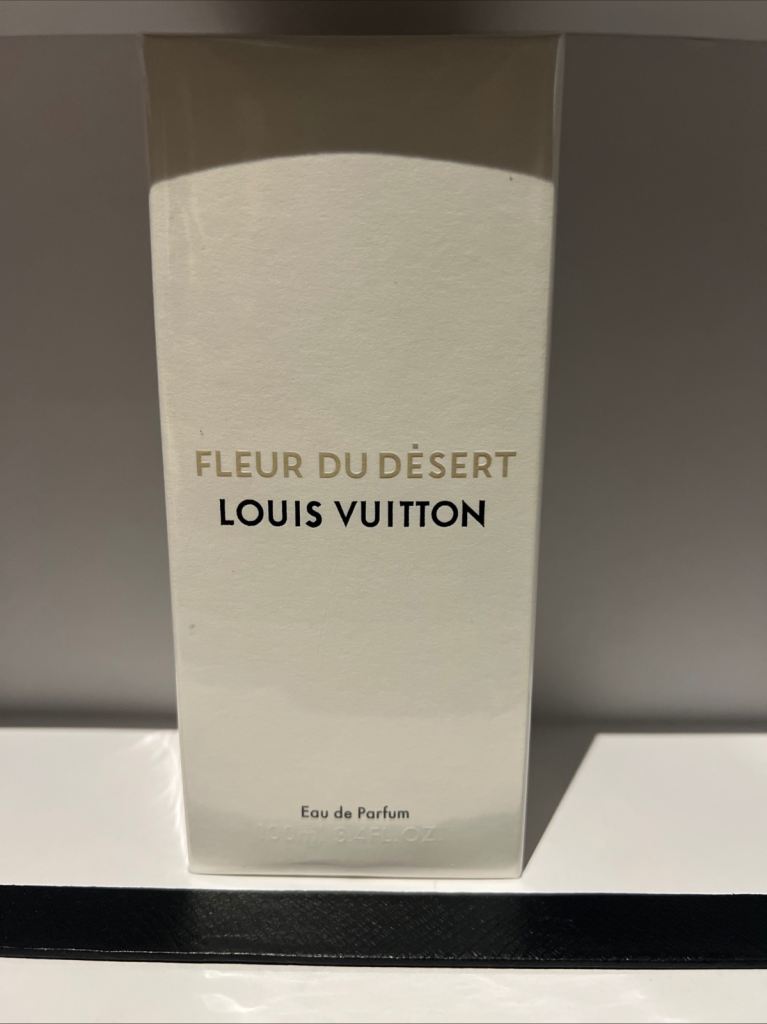 FLEUR DU DÉSERT
LOUIS VUITTON
Eau de Parfum
100ml 3.4FL.OZ.